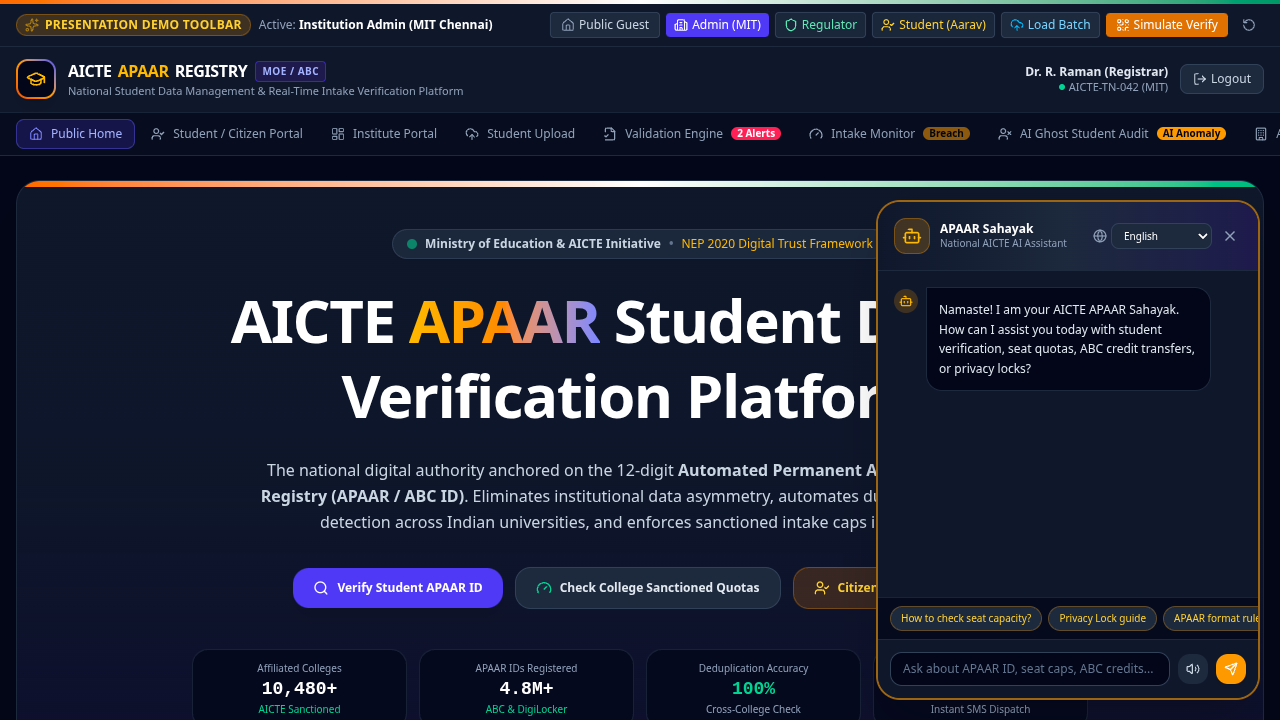 PRESENTATION DEMO TOOLBAR
Active: Institution Admin (MIT Chennai)
Public Guest
Admin (MIT)
Regulator
Student (Aarav)
Load Batch
Simulate Verify
AICTE APAAR REGISTRY
MOE / ABC
National Student Data Management & Real-Time Intake Verification Platform
Dr. R. Raman (Registrar)
AICTE-TN-042 (MIT)
Logout
Public Home
Student / Citizen Portal
Institute Portal
Student Upload
Validation Engine
2 Alerts
Intake Monitor
Breach
AI Ghost Student Audit
AI Anomaly
Ministry of Education & AICTE Initiative • NEP 2020 Digital Trust Framework
AICTE APAAR Student
Verification
The national digital authority anchored on the 12-digit Automated Permanent
Registry (APAAR / ABC ID). Eliminates institutional data asymmetry, automates
detection across Indian universities, and enforces sanctioned intake caps
Verify Student APAAR ID
Check College Sanctioned Quotas
Affiliated Colleges
10,480+
AICTE Sanctioned
APAAR IDs Registered
4.8M+
ABC & DigiLocker
Deduplication Accuracy
100%
Cross-College Check
Instant SMS Dispatch
APAAR Sahayak
National AICTE AI Assistant
English
Namaste! I am your AICTE APAAR Sahayak.
How can I assist you today with student
verification, seat quotas, ABC credit transfers,
or privacy locks?
How to check seat capacity?
Privacy Lock guide
APAAR format
Ask about APAAR ID, seat caps, ABC credits...